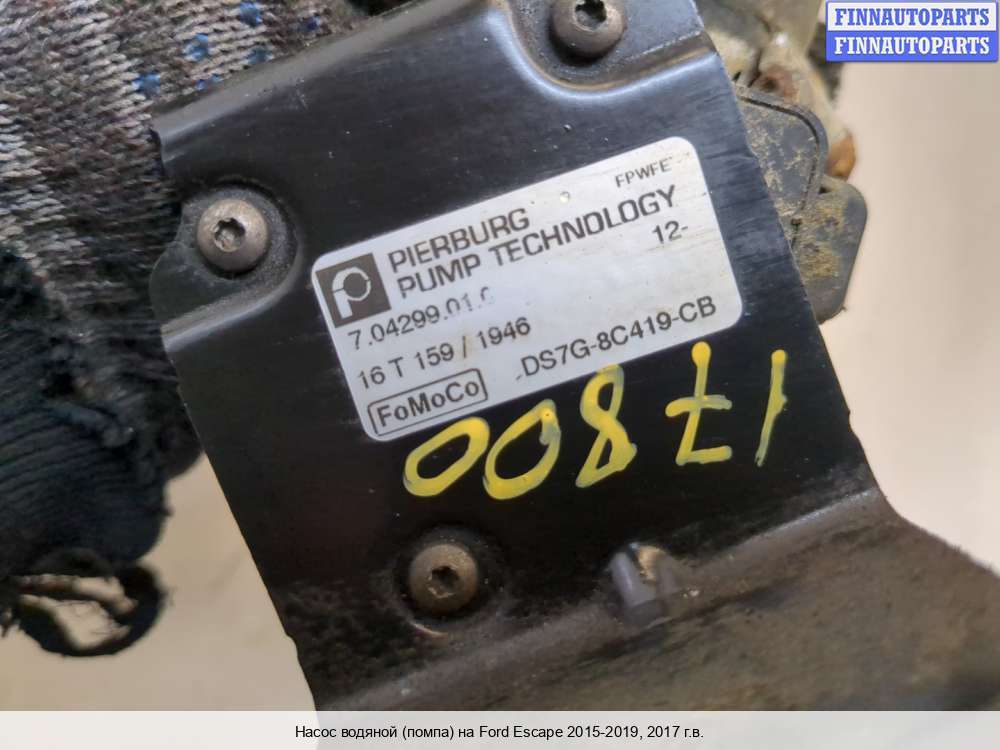 FINNAUTOPARTS
FINNAUTOPARTS
FPWFE
PIERBURG
PUMP TECHNOLOGY
12-
7.04299.01.
16 T 159 / 1946
DS7G-8C419-CB
FoMoCo
17800
Насос водяной (помпа) на Ford Escape 2015-2019, 2017 г.в.